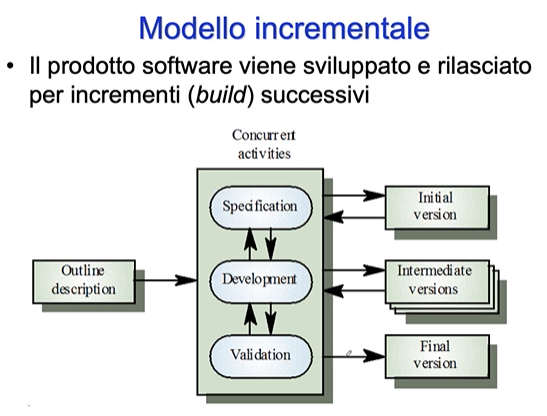 Modello incrementale
• Il prodotto software viene sviluppato e rilasciato
per incrementi (build) successivi
Concurrent
activities
Specification
Initial
version
Outline
description
Development
Intermediate
versions
Validation
Final
version